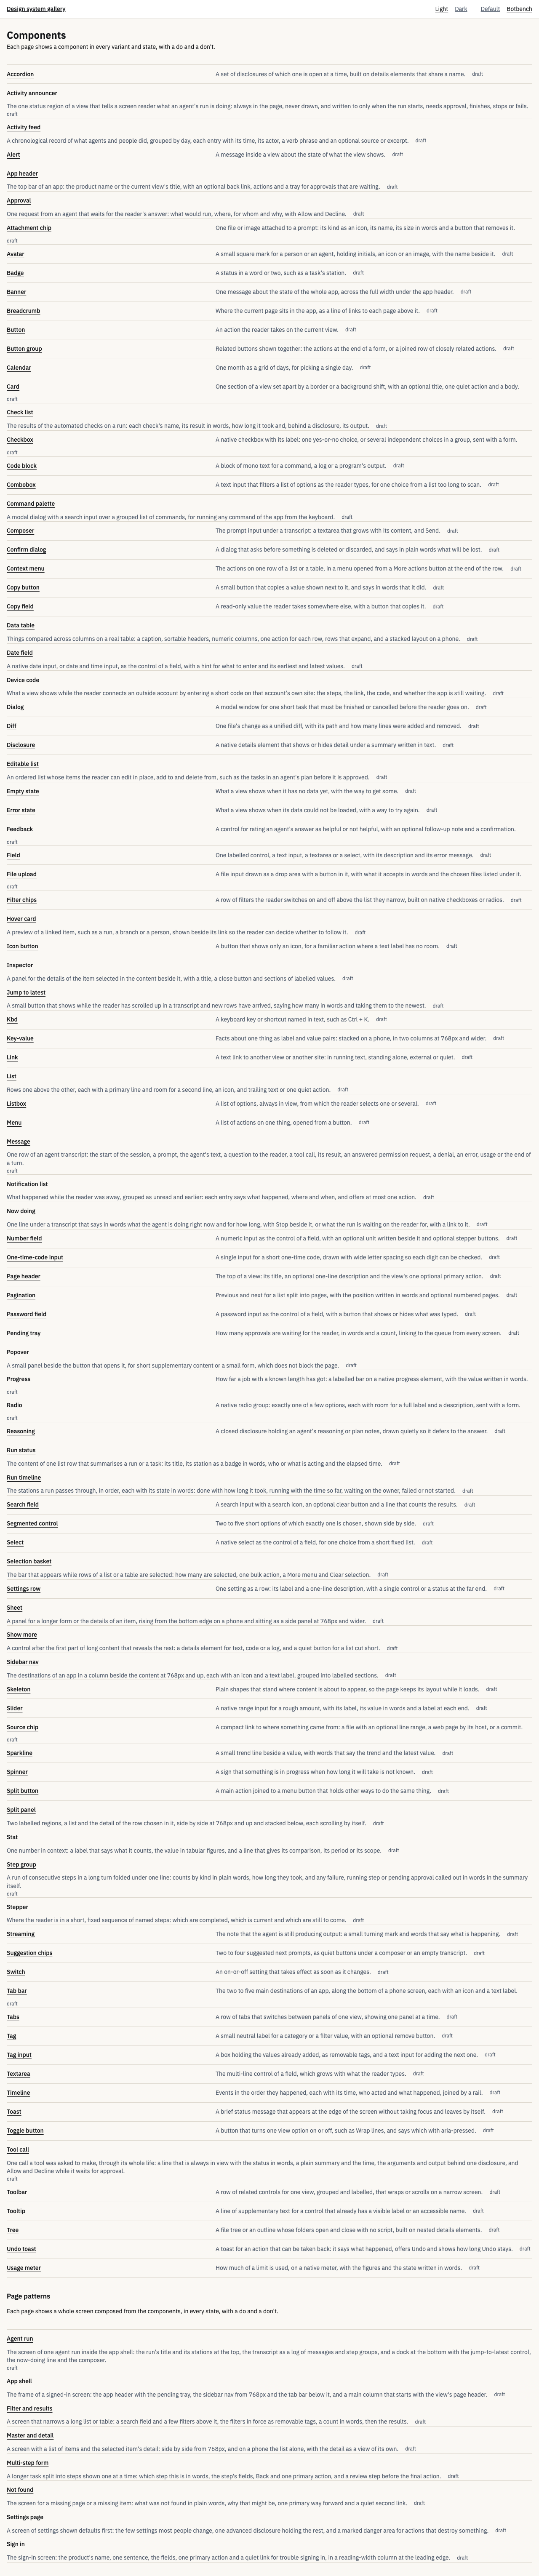 Design system gallery
Light Dark Default Botbench
Components
Each page shows a component in every variant and state, with a do and a don't.
Accordion A set of disclosures of which one is open at a time, built on details elements that share a name. draft
Activity announcer
The one status region of a view that tells a screen reader what an agent's run is doing: always in the page, never drawn, and written to only when the run starts, needs approval, finishes, stops or fails.
draft
Activity feed
A chronological record of what agents and people did, grouped by day, each entry with its time, its actor, a verb phrase and an optional source or excerpt. draft
Alert A message inside a view about the state of what the view shows. draft
App header
The top bar of an app: the product name or the current view's title, with an optional back link, actions and a tray for approvals that are waiting. draft
Approval
One request from an agent that waits for the reader's answer: what would run, where, for whom and why, with Allow and Decline. draft
Attachment chip One file or image attached to a prompt: its kind as an icon, its name, its size in words and a button that removes it.
draft
Avatar A small square mark for a person or an agent, holding initials, an icon or an image, with the name beside it. draft
Badge A status in a word or two, such as a task's station. draft
Banner One message about the state of the whole app, across the full width under the app header. draft
Breadcrumb Where the current page sits in the app, as a line of links to each page above it. draft
Button An action the reader takes on the current view. draft
Button group Related buttons shown together: the actions at the end of a form, or a joined row of closely related actions. draft
Calendar One month as a grid of days, for picking a single day. draft
Card One section of a view set apart by a border or a background shift, with an optional title, one quiet action and a body.
draft
Check list
The results of the automated checks on a run: each check's name, its result in words, how long it took and, behind a disclosure, its output. draft
Checkbox A native checkbox with its label: one yes-or-no choice, or several independent choices in a group, sent with a form.
draft
Code block A block of mono text for a command, a log or a program's output. draft
Combobox A text input that filters a list of options as the reader types, for one choice from a list too long to scan. draft
Command palette
A modal dialog with a search input over a grouped list of commands, for running any command of the app from the keyboard. draft
Composer The prompt input under a transcript: a textarea that grows with its content, and Send. draft
Confirm dialog A dialog that asks before something is deleted or discarded, and says in plain words what will be lost. draft
Context menu The actions on one row of a list or a table, in a menu opened from a More actions button at the end of the row. draft
Copy button A small button that copies a value shown next to it, and says in words that it did. draft
Copy field A read-only value the reader takes somewhere else, with a button that copies it. draft
Data table
Things compared across columns on a real table: a caption, sortable headers, numeric columns, one action for each row, rows that expand, and a stacked layout on a phone. draft
Date field
A native date input, or date and time input, as the control of a field, with a hint for what to enter and its earliest and latest values. draft
Device code
What a view shows while the reader connects an outside account by entering a short code on that account's own site: the steps, the link, the code, and whether the app is still waiting. draft
Dialog A modal window for one short task that must be finished or cancelled before the reader goes on. draft
Diff One file's change as a unified diff, with its path and how many lines were added and removed. draft
Disclosure A native details element that shows or hides detail under a summary written in text. draft
Editable list
An ordered list whose items the reader can edit in place, add to and delete from, such as the tasks in an agent's plan before it is approved. draft
Empty state What a view shows when it has no data yet, with the way to get some. draft
Error state What a view shows when its data could not be loaded, with a way to try again. draft
Feedback A control for rating an agent's answer as helpful or not helpful, with an optional follow-up note and a confirmation.
draft
Field One labelled control, a text input, a textarea or a select, with its description and its error message. draft
File upload A file input drawn as a drop area with a button in it, with what it accepts in words and the chosen files listed under it.
draft
Filter chips A row of filters the reader switches on and off above the list they narrow, built on native checkboxes or radios. draft
Hover card
A preview of a linked item, such as a run, a branch or a person, shown beside its link so the reader can decide whether to follow it. draft
Icon button A button that shows only an icon, for a familiar action where a text label has no room. draft
Inspector
A panel for the details of the item selected in the content beside it, with a title, a close button and sections of labelled values. draft
Jump to latest
A small button that shows while the reader has scrolled up in a transcript and new rows have arrived, saying how many in words and taking them to the newest. draft
Kbd A keyboard key or shortcut named in text, such as Ctrl + K. draft
Key-value Facts about one thing as label and value pairs: stacked on a phone, in two columns at 768px and wider. draft
Link A text link to another view or another site: in running text, standing alone, external or quiet. draft
List
Rows one above the other, each with a primary line and room for a second line, an icon, and trailing text or one quiet action. draft
Listbox A list of options, always in view, from which the reader selects one or several. draft
Menu A list of actions on one thing, opened from a button. draft
Message
One row of an agent transcript: the start of the session, a prompt, the agent's text, a question to the reader, a tool call, its result, an answered permission request, a denial, an error, usage or the end of
a turn.
draft
Notification list
What happened while the reader was away, grouped as unread and earlier: each entry says what happened, where and when, and offers at most one action. draft
Now doing
One line under a transcript that says in words what the agent is doing right now and for how long, with Stop beside it, or what the run is waiting on the reader for, with a link to it. draft
Number field A numeric input as the control of a field, with an optional unit written beside it and optional stepper buttons. draft
One-time-code input A single input for a short one-time code, drawn with wide letter spacing so each digit can be checked. draft
Page header The top of a view: its title, an optional one-line description and the view's one optional primary action. draft
Pagination Previous and next for a list split into pages, with the position written in words and optional numbered pages. draft
Password field A password input as the control of a field, with a button that shows or hides what was typed. draft
Pending tray How many approvals are waiting for the reader, in words and a count, linking to the queue from every screen. draft
Popover
A small panel beside the button that opens it, for short supplementary content or a small form, which does not block the page. draft
Progress How far a job with a known length has got: a labelled bar on a native progress element, with the value written in words.
draft
Radio A native radio group: exactly one of a few options, each with room for a full label and a description, sent with a form.
draft
Reasoning A closed disclosure holding an agent's reasoning or plan notes, drawn quietly so it defers to the answer. draft
Run status
The content of one list row that summarises a run or a task: its title, its station as a badge in words, who or what is acting and the elapsed time. draft
Run timeline
The stations a run passes through, in order, each with its state in words: done with how long it took, running with the time so far, waiting on the owner, failed or not started. draft
Search field A search input with a search icon, an optional clear button and a line that counts the results. draft
Segmented control Two to five short options of which exactly one is chosen, shown side by side. draft
Select A native select as the control of a field, for one choice from a short fixed list. draft
Selection basket
The bar that appears while rows of a list or a table are selected: how many are selected, one bulk action, a More menu and Clear selection. draft
Settings row One setting as a row: its label and a one-line description, with a single control or a status at the far end. draft
Sheet
A panel for a longer form or the details of an item, rising from the bottom edge on a phone and sitting as a side panel at 768px and wider. draft
Show more
A control after the first part of long content that reveals the rest: a details element for text, code or a log, and a quiet button for a list cut short. draft
Sidebar nav
The destinations of an app in a column beside the content at 768px and up, each with an icon and a text label, grouped into labelled sections. draft
Skeleton Plain shapes that stand where content is about to appear, so the page keeps its layout while it loads. draft
Slider A native range input for a rough amount, with its label, its value in words and a label at each end. draft
Source chip A compact link to where something came from: a file with an optional line range, a web page by its host, or a commit.
draft
Sparkline A small trend line beside a value, with words that say the trend and the latest value. draft
Spinner A sign that something is in progress when how long it will take is not known. draft
Split button A main action joined to a menu button that holds other ways to do the same thing. draft
Split panel
Two labelled regions, a list and the detail of the row chosen in it, side by side at 768px and up and stacked below, each scrolling by itself. draft
Stat
One number in context: a label that says what it counts, the value in tabular figures, and a line that gives its comparison, its period or its scope. draft
Step group
A run of consecutive steps in a long turn folded under one line: counts by kind in plain words, how long they took, and any failure, running step or pending approval called out in words in the summary
itself.
draft
Stepper
Where the reader is in a short, fixed sequence of named steps: which are completed, which is current and which are still to come. draft
Streaming The note that the agent is still producing output: a small turning mark and words that say what is happening. draft
Suggestion chips Two to four suggested next prompts, as quiet buttons under a composer or an empty transcript. draft
Switch An on-or-off setting that takes effect as soon as it changes. draft
Tab bar The two to five main destinations of an app, along the bottom of a phone screen, each with an icon and a text label.
draft
Tabs A row of tabs that switches between panels of one view, showing one panel at a time. draft
Tag A small neutral label for a category or a filter value, with an optional remove button. draft
Tag input A box holding the values already added, as removable tags, and a text input for adding the next one. draft
Textarea The multi-line control of a field, which grows with what the reader types. draft
Timeline Events in the order they happened, each with its time, who acted and what happened, joined by a rail. draft
Toast A brief status message that appears at the edge of the screen without taking focus and leaves by itself. draft
Toggle button A button that turns one view option on or off, such as Wrap lines, and says which with aria-pressed. draft
Tool call
One call a tool was asked to make, through its whole life: a line that is always in view with the station in words, a plain summary and the time, the arguments and output behind one disclosure, and
Allow and Decline while it waits for approval.
draft
Toolbar A row of related controls for one view, grouped and labelled, that wraps or scrolls on a narrow screen. draft
Tooltip A line of supplementary text for a control that already has a visible label or an accessible name. draft
Tree A file tree or an outline whose folders open and close with no script, built on nested details elements. draft
Undo toast A toast for an action that can be taken back: it says what happened, offers Undo and shows how long Undo stays. draft
Usage meter How much of a limit is used, on a native meter, with the figures and the state written in words. draft
Page patterns
Each page shows a whole screen composed from the components, in every state, with a do and a don't.
Agent run
The screen of one agent run inside the app shell: the run's title and its stations at the top, the transcript as a log of messages and step groups, and a dock at the bottom with the jump-to-latest control,
the now-doing line and the composer.
draft
App shell
The frame of a signed-in screen: the app header with the pending tray, the sidebar nav from 768px and the tab bar below it, and a main column that starts with the view's page header. draft
Filter and results
A screen that narrows a long list or table: a search field and a few filters above it, the filters in force as removable tags, a count in words, then the results. draft
Master and detail
A screen with a list of items and the selected item's detail: side by side from 768px, and on a phone the list alone, with the detail as a view of its own. draft
Multi-step form
A longer task split into steps shown one at a time: which step this is in words, the step's fields, Back and one primary action, and a review step before the final action. draft
Not found
The screen for a missing page or a missing item: what was not found in plain words, why that might be, one primary way forward and a quiet second link. draft
Settings page
A screen of settings shown defaults first: the few settings most people change, one advanced disclosure holding the rest, and a marked danger area for actions that destroy something. draft
Sign in
The sign-in screen: the product's name, one sentence, the fields, one primary action and a quiet link for trouble signing in, in a reading-width column at the leading edge. draft